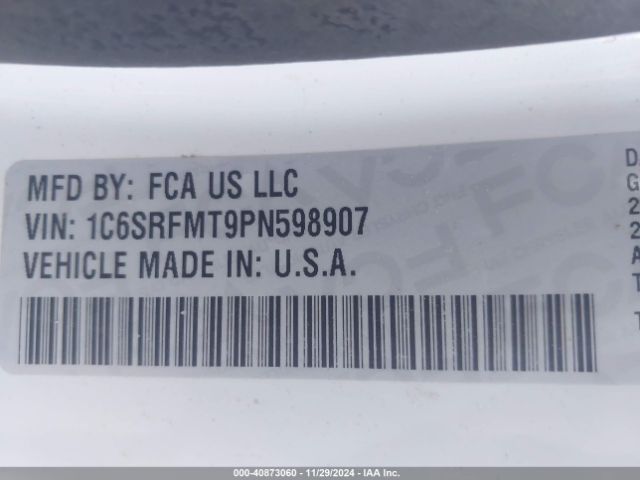 MFD BY: FCA US LLC
VIN: 1C6SRFMT9PN598907
VEHICLE MADE IN: U.S.A.
000-40873060 - 11/29/2024 - IAA Inc.